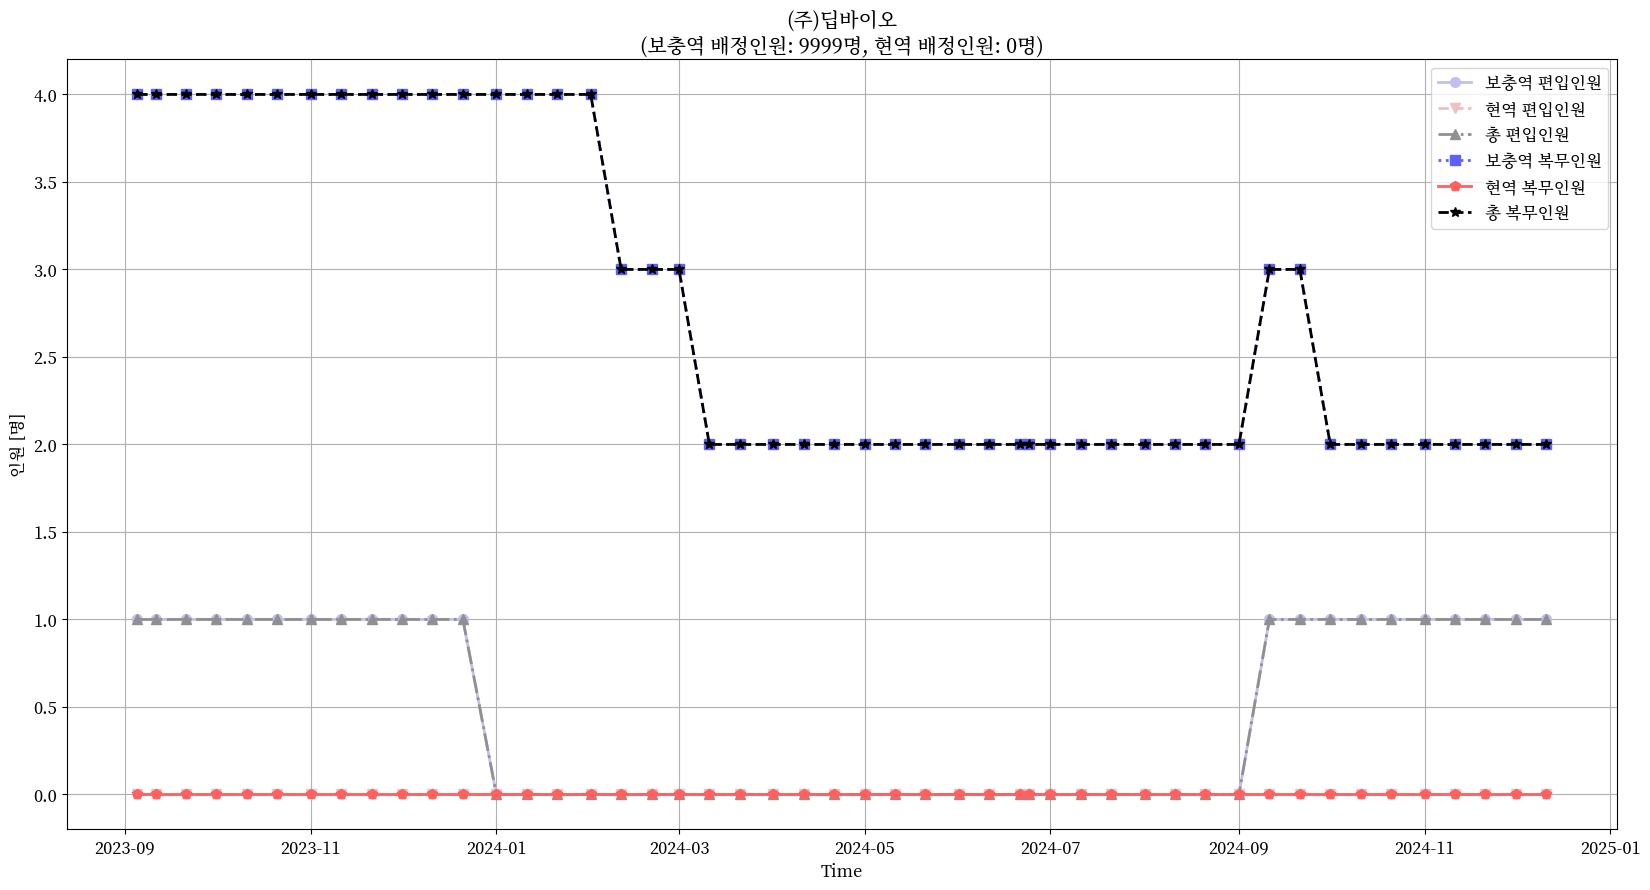 (주)딥바이오
(보충역 배정인원: 9999명, 현역 배정인원: 0명)
보충역 편입인원
현역 편입인원
총 편입인원
보충역 복무인원
현역 복무인원
총 복무인원
4.0
3.5
3.0
2.5
2.0
1.5
1.0
0.5
0.0
인원 [명]
2023-09
2023-11
2024-01
2024-03
2024-05
2024-07
2024-09
2024-11
2025-01
Time